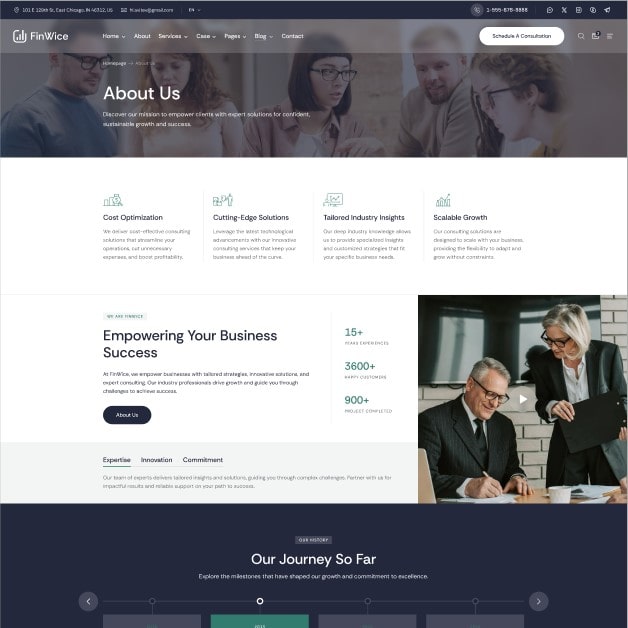 101 E 129th St, East Chicago, IN 46312, US
hi.avitex@gmail.com
EN
1-555-678-8888
FinWice
Home About Services Case Pages Blog Contact
Schedule A Consultation
Homepage → About us
About Us
Discover our mission to empower clients with expert solutions for confident,
sustainable growth and success.
Cost Optimization
We deliver cost-effective consulting
solutions that streamline your
operations, cut unnecessary
expenses, and boost profitability.
Cutting-Edge Solutions
Leverage the latest technological
advancements with our innovative
consulting services that keep your
business ahead of the curve.
Tailored Industry Insights
Our deep industry knowledge allows
us to provide specialized insights
and customized strategies that fit
your specific business needs.
Scalable Growth
Our consulting solutions are
designed to scale with your business,
providing the flexibility to adapt and
grow without constraints.
WE ARE FINWICE
Empowering Your Business
Success
At FinWice, we empower businesses with tailored strategies, innovative solutions, and
expert consulting. Our industry professionals drive growth and guide you through
challenges to achieve success.
About Us
15+
YEARS EXPERIENCES
3600+
HAPPY CUSTOMERS
900+
PROJECT COMPLETED
Expertise Innovation Commitment
Our team of experts delivers tailored insights and solutions, guiding you through complex challenges. Partner with us for
impactful results and reliable support on your path to success.
OUR HISTORY
Our Journey So Far
Explore the milestones that have shaped our growth and commitment to excellence.